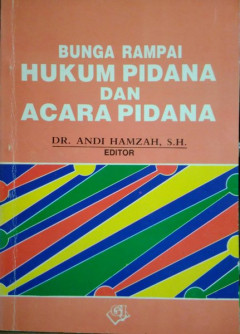 BUNGA RAMPAI
HUKUM PIDANA
DAN
ACARA PIDANA
DR. ANDI HAMZAH, S.H.
EDITOR